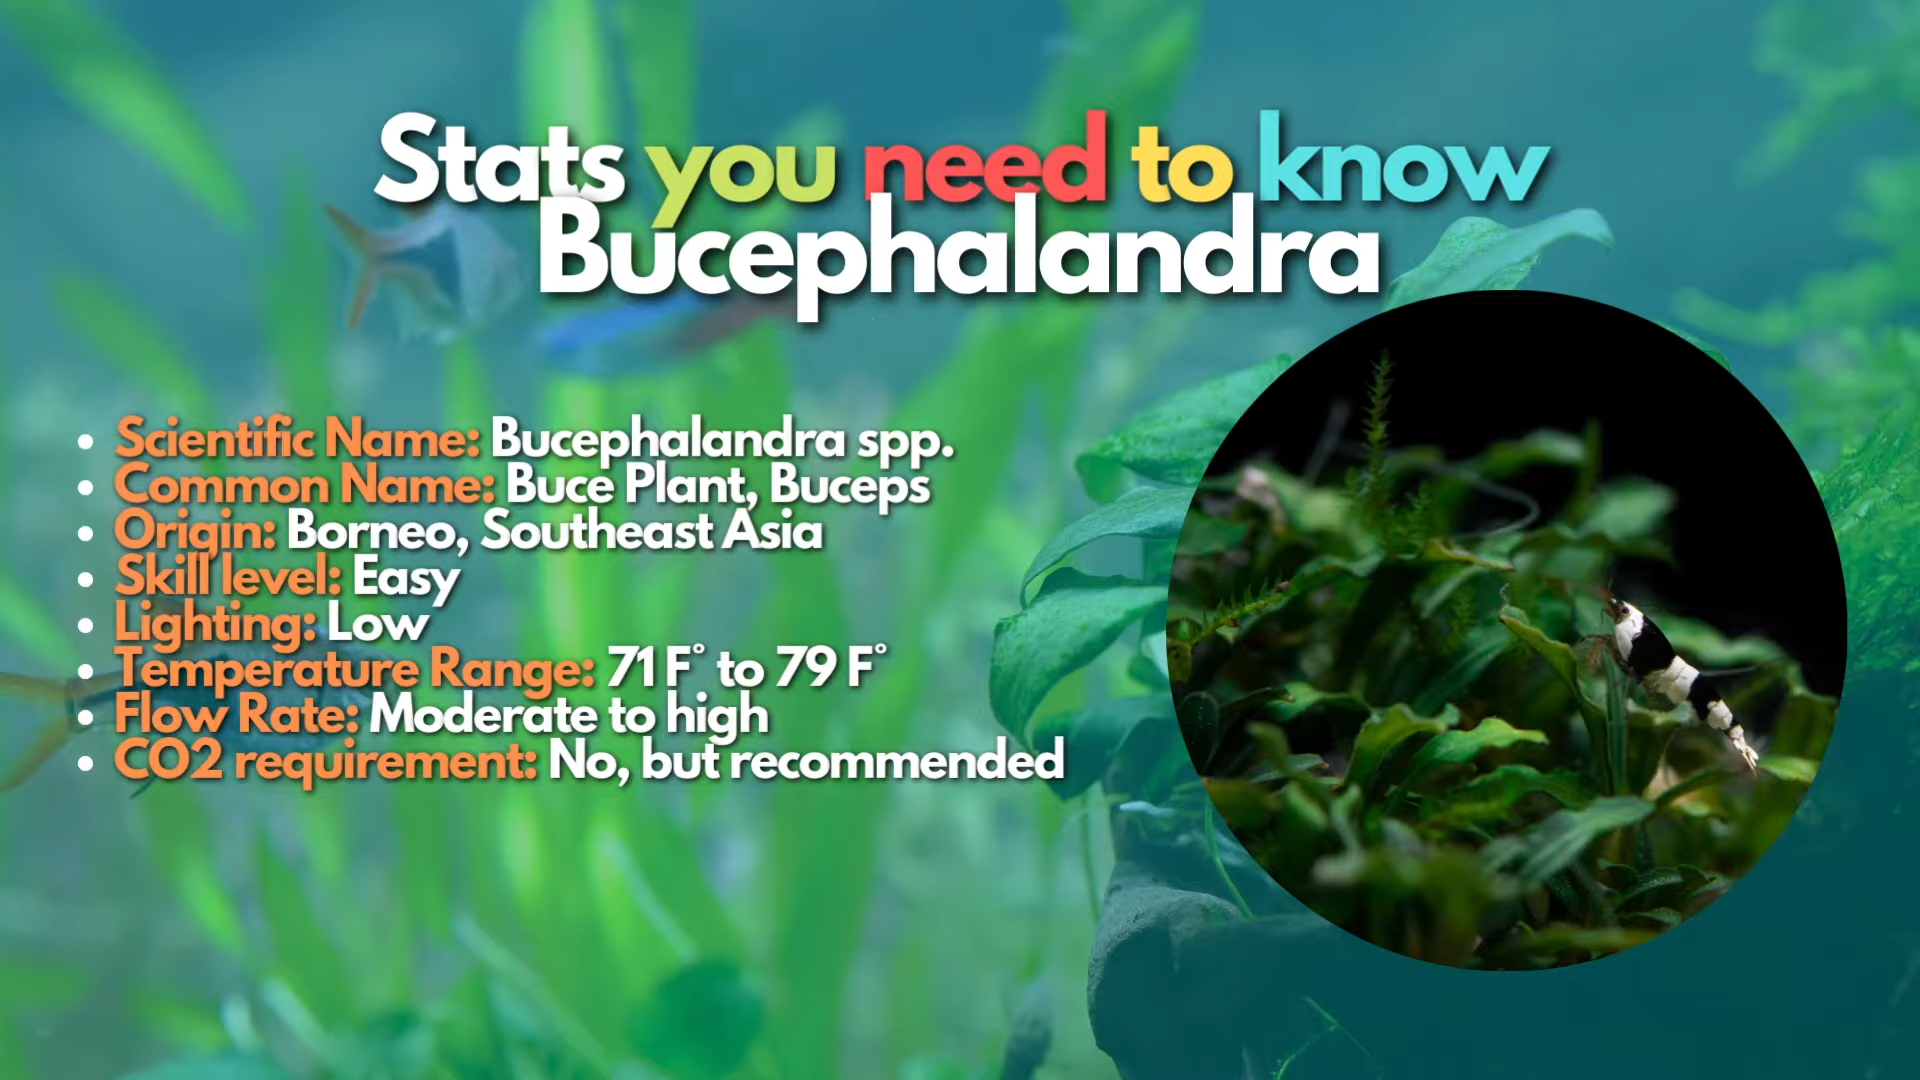 Stats you need to know
Bucephalandra
• Scientific Name: Bucephalandra spp.
• Common Name: Buce Plant, Buceps
• Origin: Borneo, Southeast Asia
• Skill level: Easy
• Lighting: Low
• Temperature Range: 71 F° to 79 F°
• Flow Rate: Moderate to high
• CO2 requirement: No, but recommended